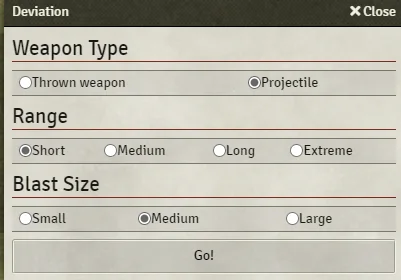 Deviation Close
Weapon Type
Thrown weapon Projectile
Range
Short Medium Long Extreme
Blast Size
Small Medium Large
Go!